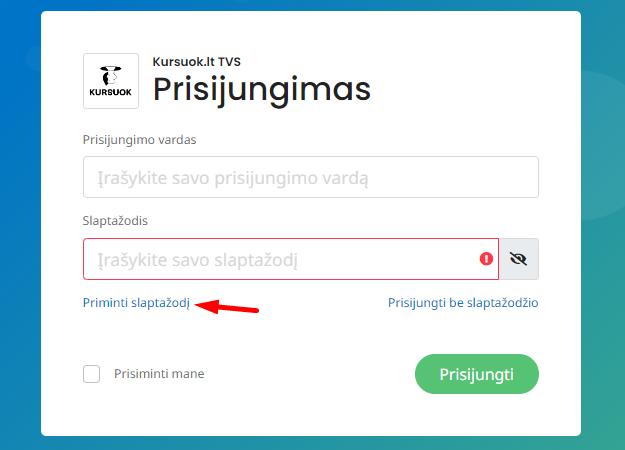 Kursuok.lt TVS
Prisijungimas
KURSUOK
Prisijungimo vardas
Įrašykite savo prisijungimo vardą
Slaptažodis
Įrašykite savo slaptažodį
Priminti slaptažodį
Prisijungti be slaptažodžio
Prisiminti mane
Prisijungti